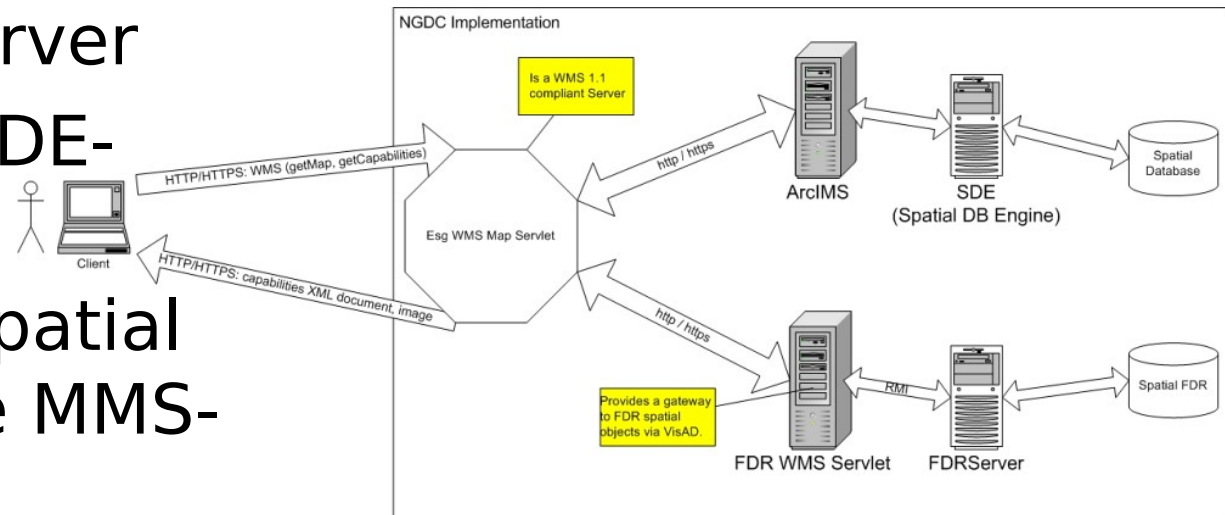 rver
DE-
patial
e MMS-
NGDC Implementation
Is a WMS 1.1
compliant Server
HTTP/HTTPS: WMS (getMap, getCapabilities)
Client
HTTP/HTTPS: capabilities XML document, image
Esg WMS Map Servlet
http / https
ArcIMS
SDE
(Spatial DB Engine)
Spatial
Database
http / https
Provides a gateway
to FDR spatial
objects via VisAD.
FDR WMS Servlet
RMI
FDRServer
Spatial FDR